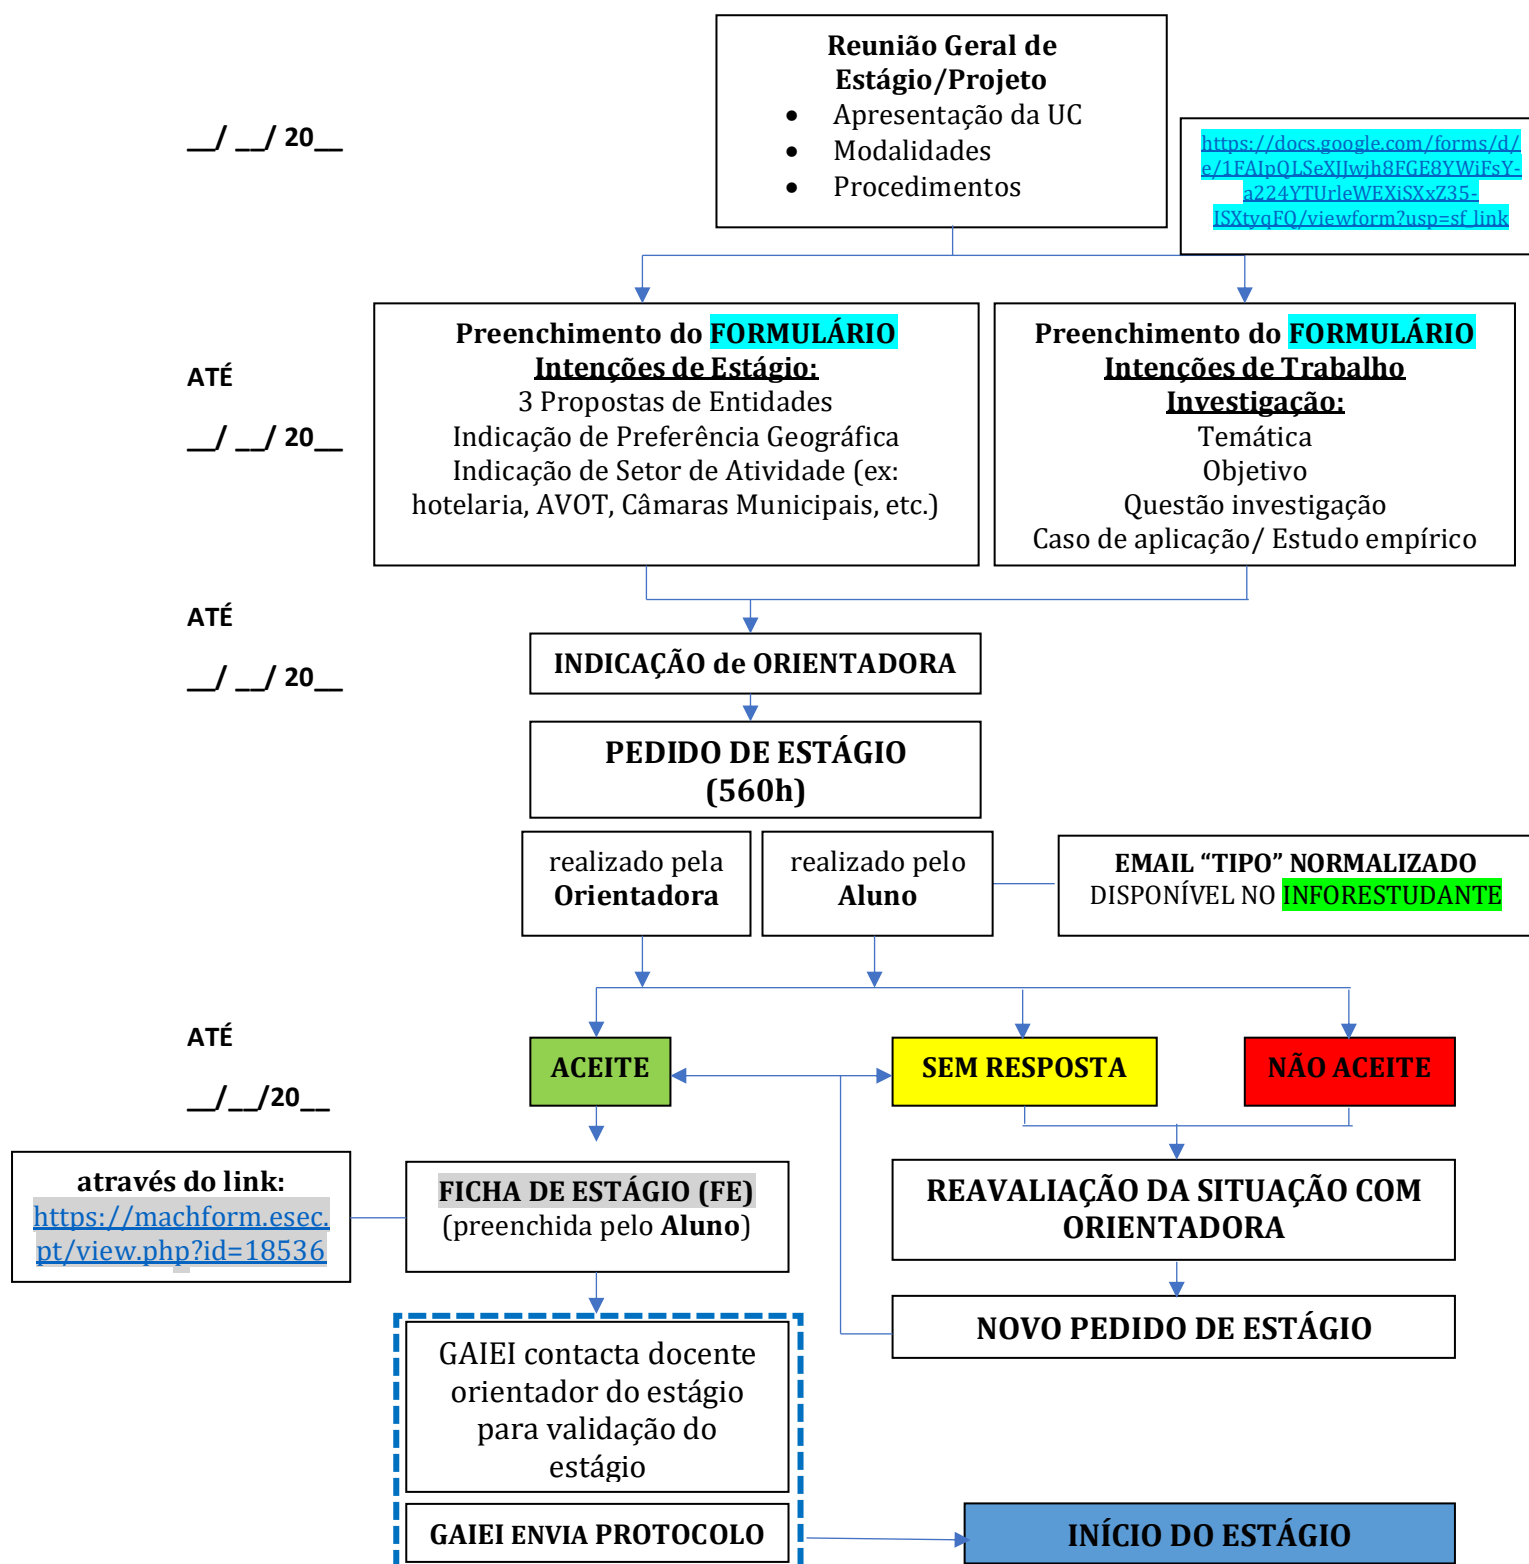 Reunião Geral de
Estágio/Projeto
• Apresentação da UC
• Modalidades
• Procedimentos
__/ __/ 20__
https://docs.google.com/forms/d/
e/1FAIpQLSeXJJwjh8FGE8YWiFsY-
a224YTUrleWEXiSXxZ35-
ISXtyqFQ/viewform?usp=sf_link
ATÉ
__/ __/ 20__
Preenchimento do FORMULÁRIO
Intenções de Estágio:
3 Propostas de Entidades
Indicação de Preferência Geográfica
Indicação de Setor de Atividade (ex:
hotelaria, AVOT, Câmaras Municipais, etc.)
Preenchimento do FORMULÁRIO
Intenções de Trabalho
Investigação:
Temática
Objetivo
Questão investigação
Caso de aplicação/ Estudo empírico
ATÉ
__/ __/ 20__
INDICAÇÃO de ORIENTADORA
PEDIDO DE ESTÁGIO
(560h)
realizado pela
Orientadora
realizado pelo
Aluno
EMAIL “TIPO” NORMALIZADO
DISPONÍVEL NO INFORESTUDANTE
ATÉ
__/__/20__
ACEITE
SEM RESPOSTA
NÃO ACEITE
através do link:
https://machform.esec.
pt/view.php?id=18536
FICHA DE ESTÁGIO (FE)
(preenchida pelo Aluno)
REAVALIAÇÃO DA SITUAÇÃO COM
ORIENTADORA
NOVO PEDIDO DE ESTÁGIO
GAIEI contacta docente
orientador do estágio
para validação do
estágio
GAIEI ENVIA PROTOCOLO
INÍCIO DO ESTÁGIO